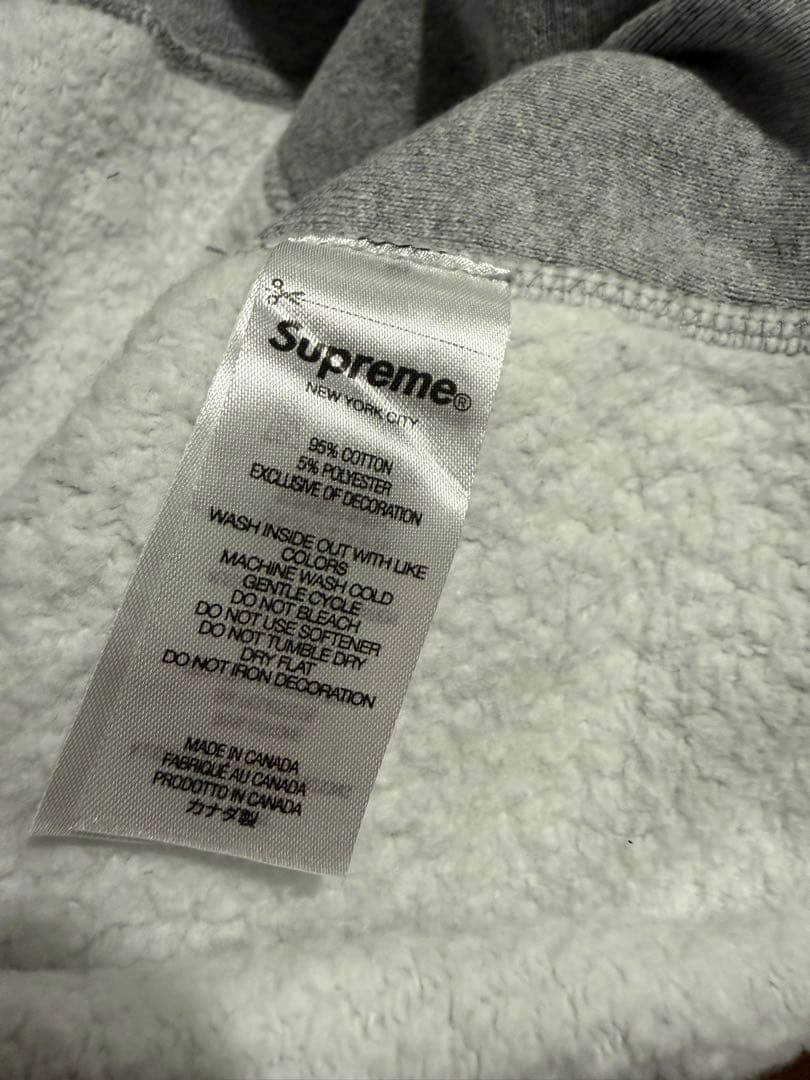 Supreme®
NEW YORK CITY
95% COTTON
5% POLYESTER
EXCLUSIVE OF DECORATION
WASH INSIDE OUT WITH LIKE
COLORS
MACHINE WASH COLD
GENTLE CYCLE
DO NOT BLEACH
DO NOT USE SOFTENER
DO NOT TUMBLE DRY
DRY FLAT
DO NOT IRON DECORATION
MADE IN CANADA
FABRIQUÉ AU CANADA
PRODOTTO IN CANADA
カナダ製